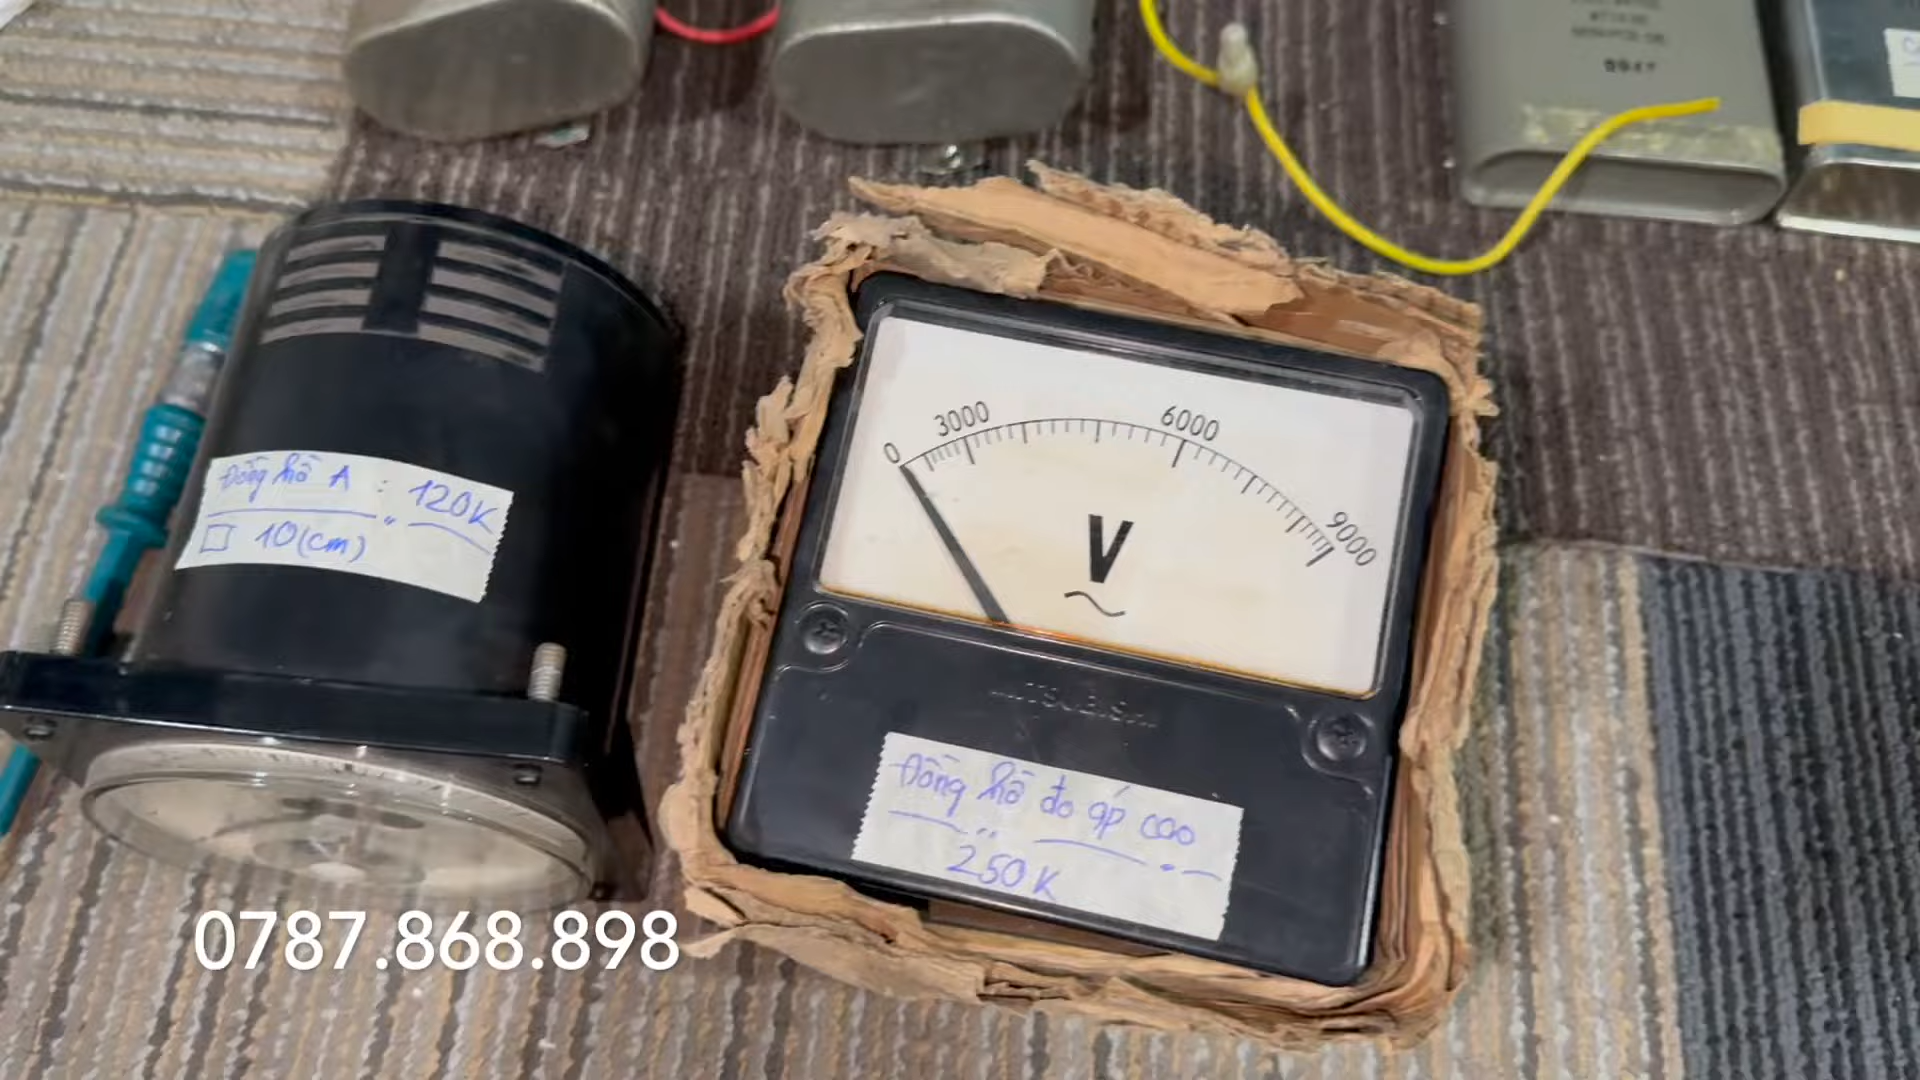 0947
Đồng hồ A : 120K
□ 10(cm)
0
3000
6000
9000
V
~
MITSUBISHI
Đồng hồ đo áp cao
250K
0787.868.898